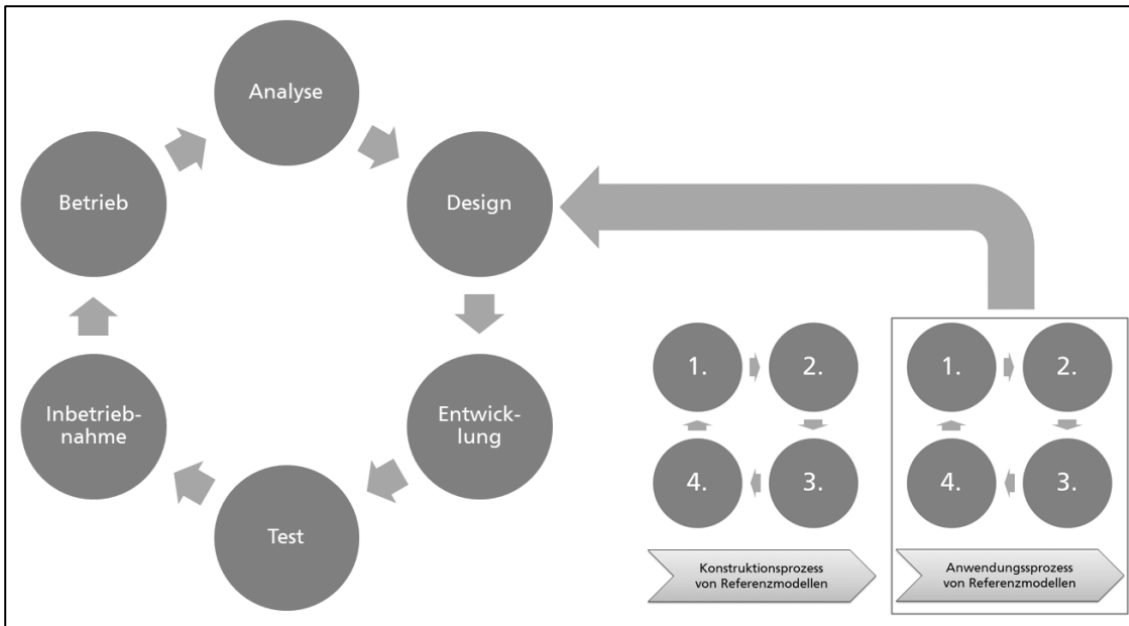 Analyse
Betrieb
Design
1.
2.
1.
2.
Inbetrieb-
nahme
Entwick-
lung
4.
3.
4.
3.
Test
Konstruktionsprozess
von Referenzmodellen
Anwendungssprozess
von Referenzmodellen